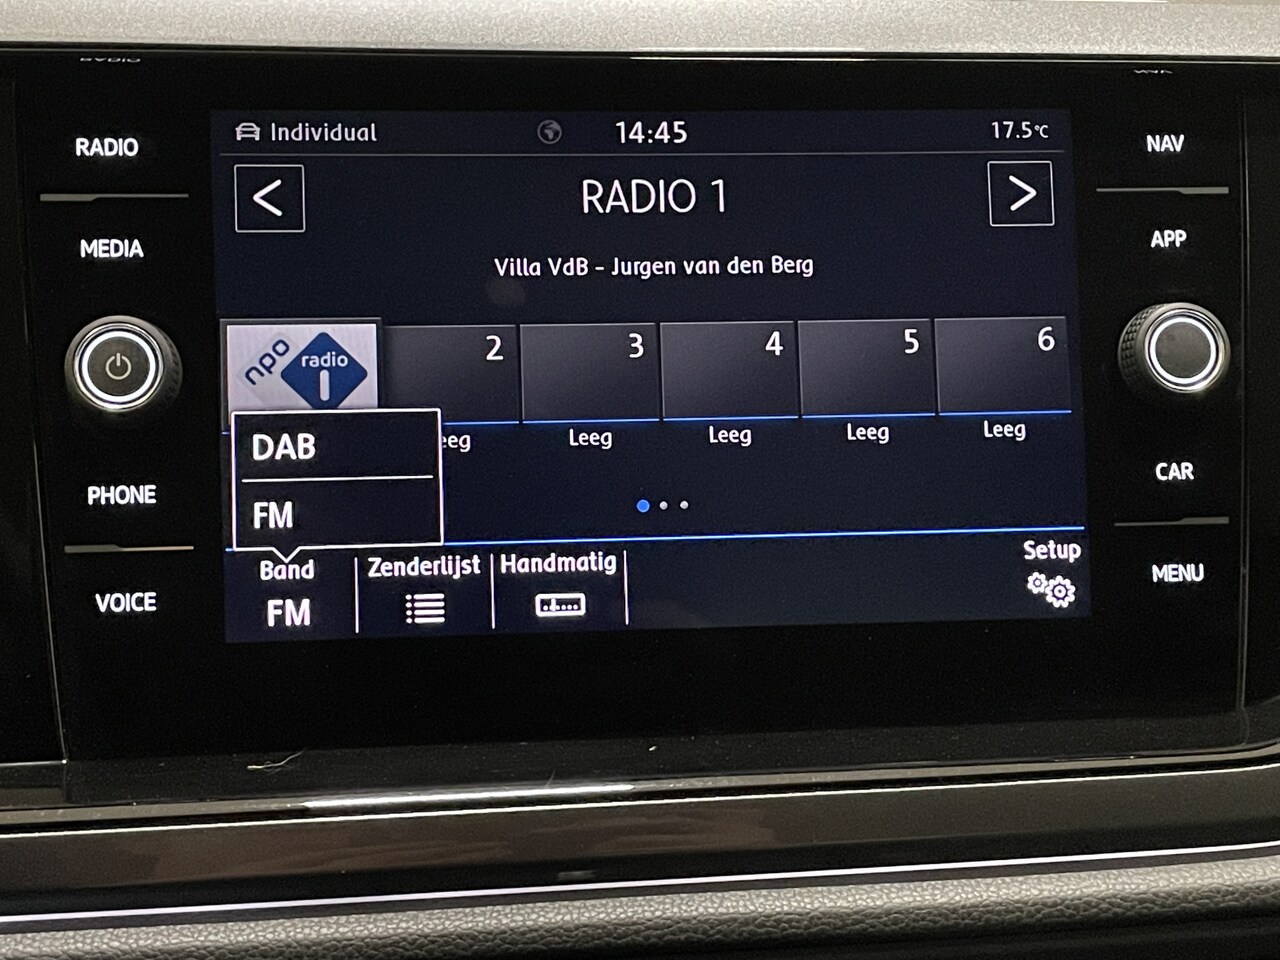 RADIO
MEDIA
PHONE
VOICE
Individual
14:45
17.5°C
<
RADIO 1
>
Villa VdB - Jurgen van den Berg
npo
radio
1
2
3
4
5
6
eeg
Leeg
Leeg
Leeg
Leeg
DAB
FM
Band
FM
Zenderlijst
Handmatig
Setup
NAV
APP
CAR
MENU